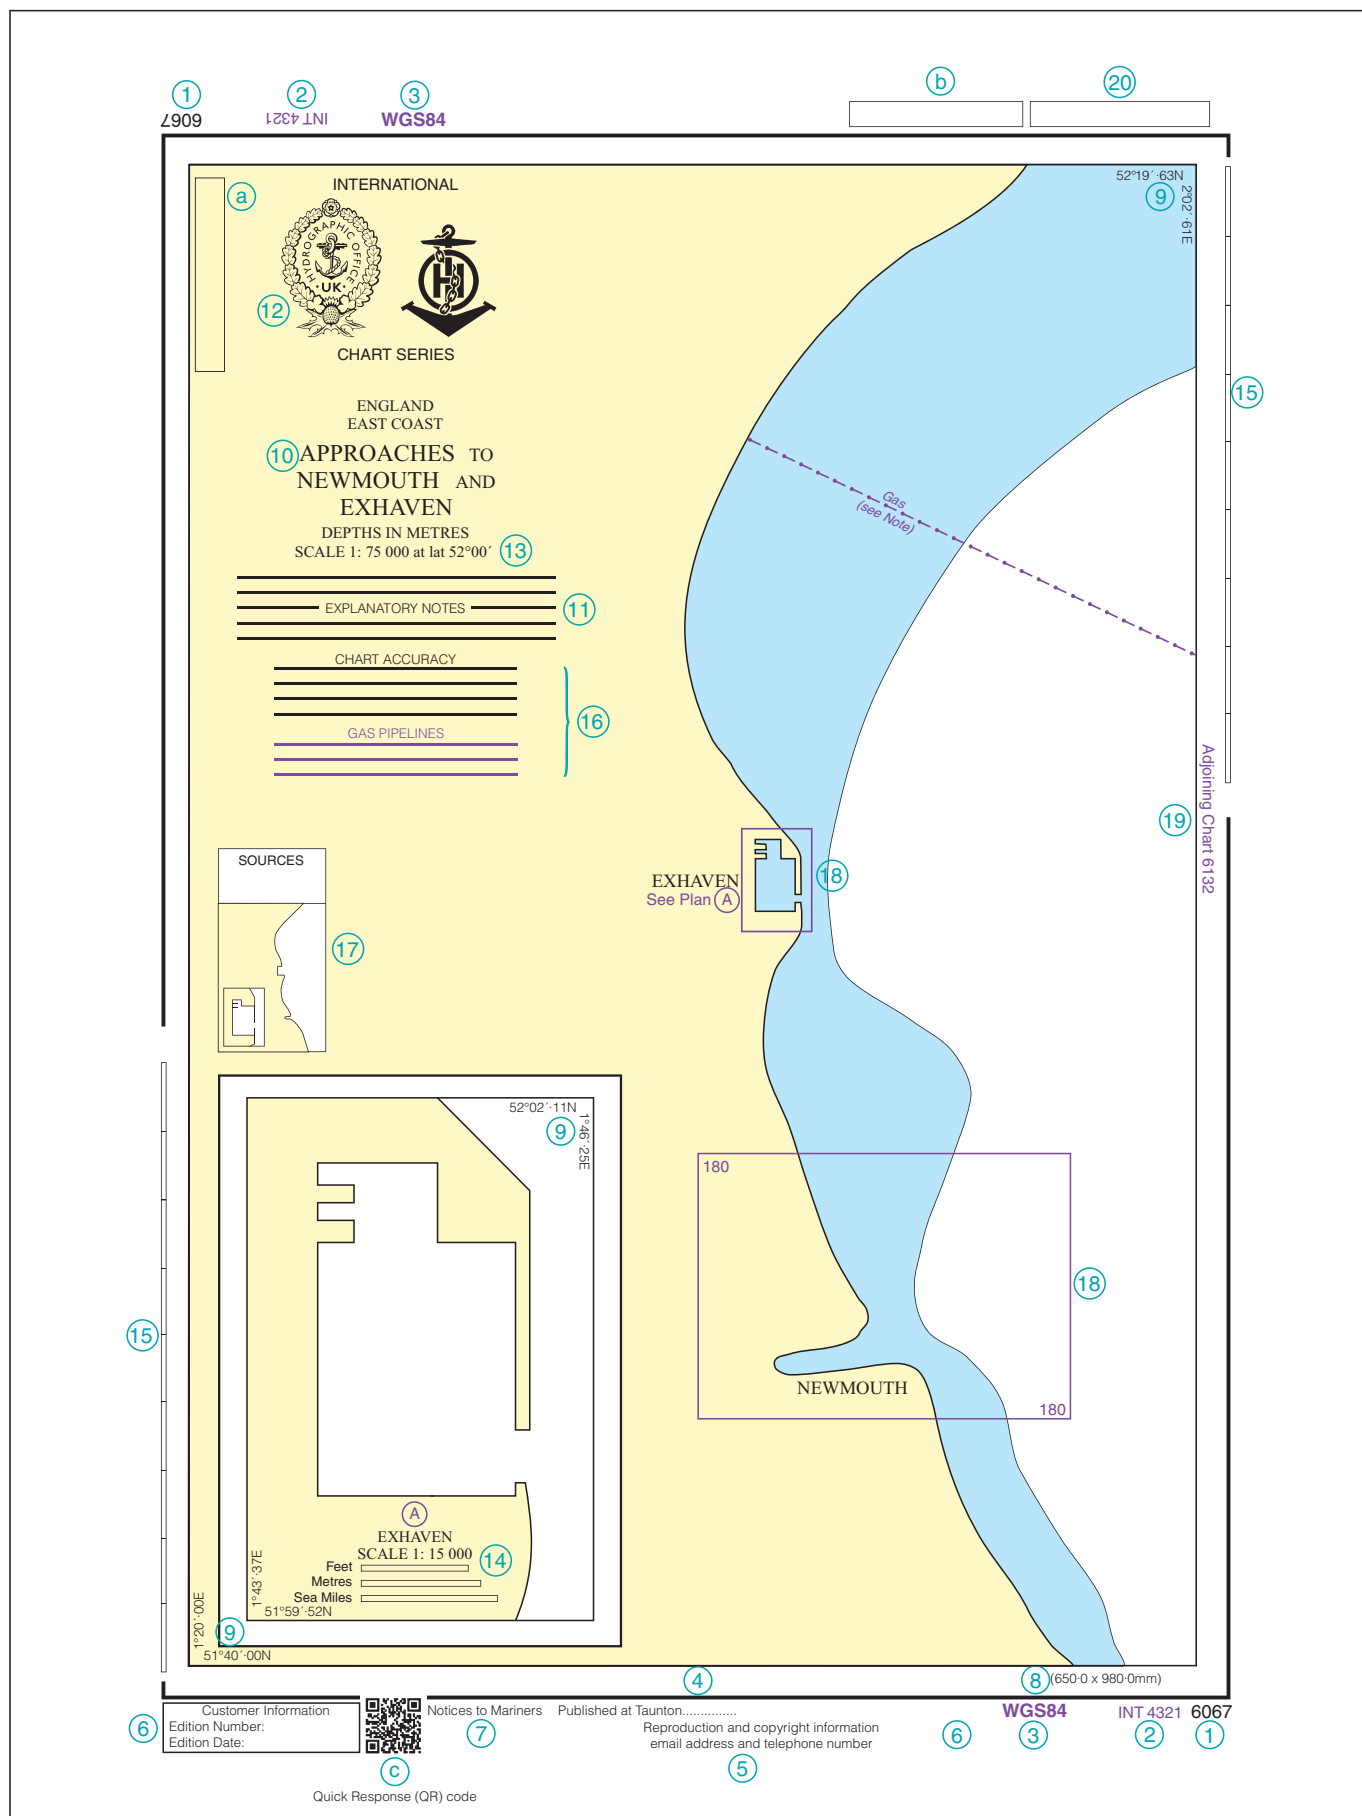 1
2
3
b
20
6067
INT 4321
WGS84
a
INTERNATIONAL
HYDROGRAPHIC OFFICE
· UK ·
12
CHART SERIES
52°19´·63N
9
2°02´·61E
15
ENGLAND
EAST COAST
10 APPROACHES TO
NEWMOUTH AND
EXHAVEN
DEPTHS IN METRES
SCALE 1: 75 000 at lat 52°00´
13
EXPLANATORY NOTES
11
CHART ACCURACY
16
GAS PIPELINES
Gas
(see Note)
19
Adjoining Chart 6132
EXHAVEN
See Plan A
18
SOURCES
17
52°02´·11N
9
1°46´·25E
180
18
180
NEWMOUTH
15
A
EXHAVEN
SCALE 1: 15 000
14
Feet
Metres
Sea Miles
1°43´·37E
51°59´·52N
1°20´·00E
9
51°40´·00N
4
8 (650·0 x 980·0mm)
6
Customer Information
Edition Number:
Edition Date:
Notices to Mariners
7
Published at Taunton..............
Reproduction and copyright information
email address and telephone number
5
6
WGS84
3
INT 4321
2
6067
1
c
Quick Response (QR) code